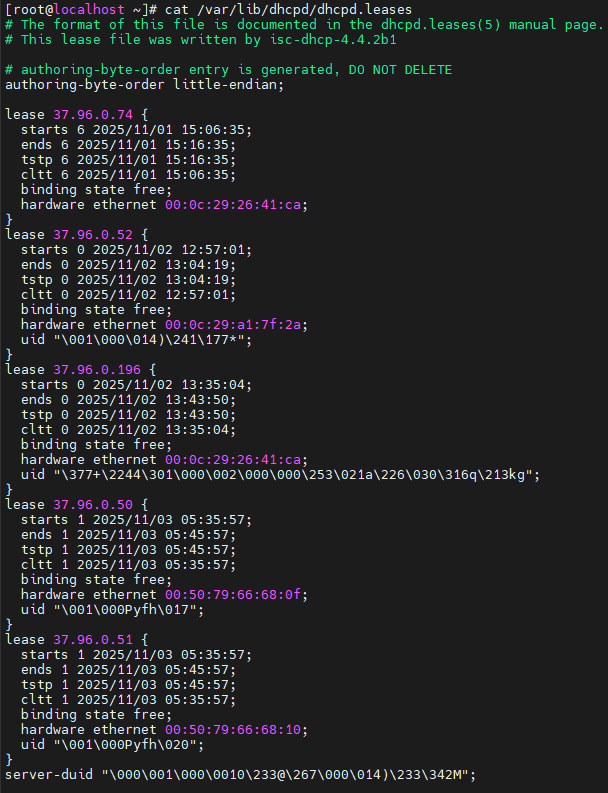 [root@localhost ~]# cat /var/lib/dhcpd/dhcpd.leases
# The format of this file is documented in the dhcpd.leases(5) manual page.
# This lease file was written by isc-dhcp-4.4.2b1

# authoring-byte-order entry is generated, DO NOT DELETE
authoring-byte-order little-endian;

lease 37.96.0.74 {
  starts 6 2025/11/01 15:06:35;
  ends 6 2025/11/01 15:16:35;
  tstp 6 2025/11/01 15:16:35;
  cltt 6 2025/11/01 15:06:35;
  binding state free;
  hardware ethernet 00:0c:29:26:41:ca;
}
lease 37.96.0.52 {
  starts 0 2025/11/02 12:57:01;
  ends 0 2025/11/02 13:04:19;
  tstp 0 2025/11/02 13:04:19;
  cltt 0 2025/11/02 12:57:01;
  binding state free;
  hardware ethernet 00:0c:29:a1:7f:2a;
  uid "\001\000\014)\241\177*";
}
lease 37.96.0.196 {
  starts 0 2025/11/02 13:35:04;
  ends 0 2025/11/02 13:43:50;
  tstp 0 2025/11/02 13:43:50;
  cltt 0 2025/11/02 13:35:04;
  binding state free;
  hardware ethernet 00:0c:29:26:41:ca;
  uid "\377+\2244\301\000\002\000\000\253\021a\226\030\316q\213kg";
}
lease 37.96.0.50 {
  starts 1 2025/11/03 05:35:57;
  ends 1 2025/11/03 05:45:57;
  tstp 1 2025/11/03 05:45:57;
  cltt 1 2025/11/03 05:35:57;
  binding state free;
  hardware ethernet 00:50:79:66:68:0f;
  uid "\001\000Pyfh\017";
}
lease 37.96.0.51 {
  starts 1 2025/11/03 05:35:57;
  ends 1 2025/11/03 05:45:57;
  tstp 1 2025/11/03 05:45:57;
  cltt 1 2025/11/03 05:35:57;
  binding state free;
  hardware ethernet 00:50:79:66:68:10;
  uid "\001\000Pyfh\020";
}
server-duid "\000\001\000\0010\233@\267\000\014)\233\342M";